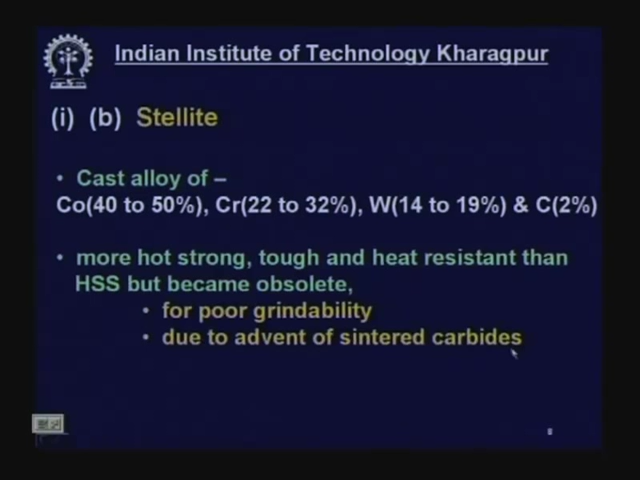 Indian Institute of Technology Kharagpur
(i) (b) Stellite
• Cast alloy of –
Co(40 to 50%), Cr(22 to 32%), W(14 to 19%) & C(2%)
• more hot strong, tough and heat resistant than
HSS but became obsolete,
• for poor grindability
• due to advent of sintered carbides